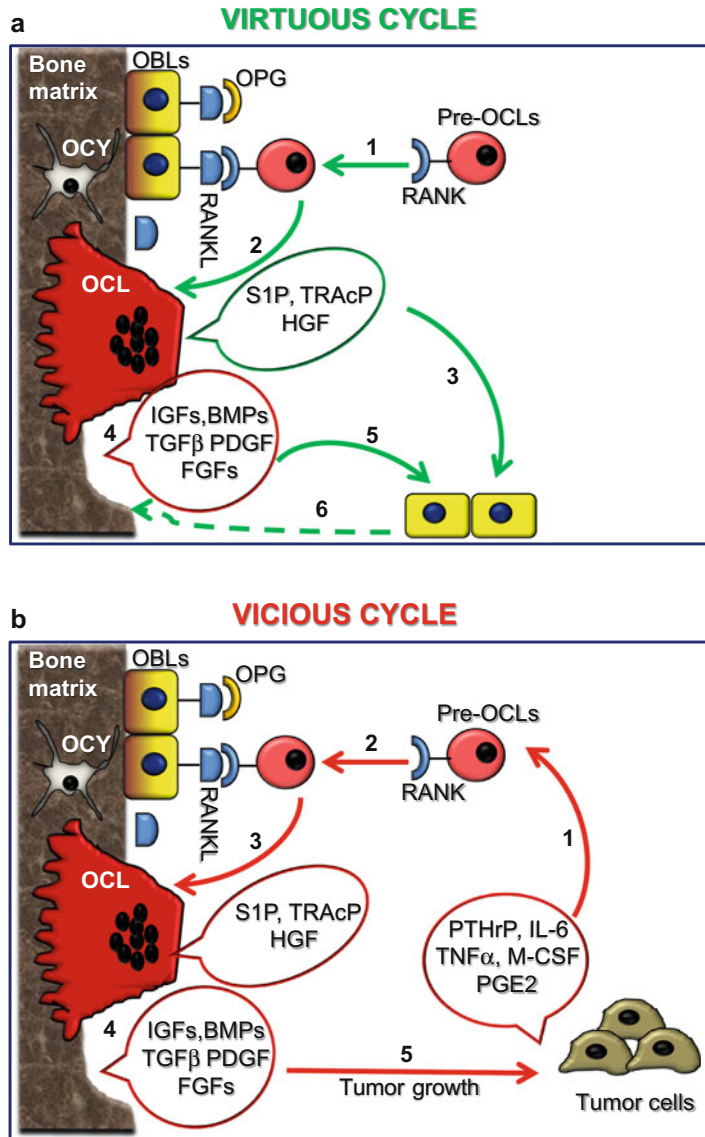 a
VIRTUOUS CYCLE
Bone
matrix
OBLs
OPG
OCY
Pre-OCLs
1
RANK
RANKL
2
OCL
S1P, TRAcP
HGF
3
4
IGFs,BMPs
TGFβ PDGF
FGFs
5
6
b
VICIOUS CYCLE
Bone
matrix
OBLs
OPG
OCY
Pre-OCLs
2
RANK
RANKL
3
1
OCL
S1P, TRAcP
HGF
PTHrP, IL-6
TNFα, M-CSF
PGE2
4
IGFs,BMPs
TGFβ PDGF
FGFs
5
Tumor growth
Tumor cells